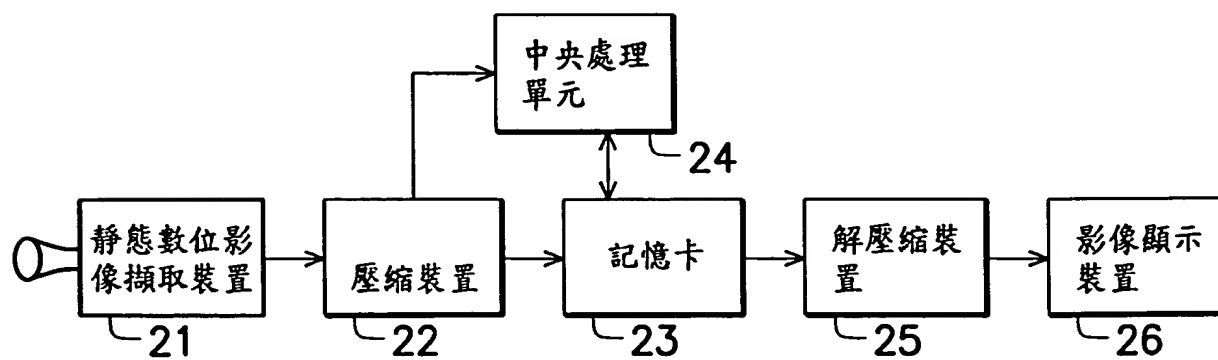 中央處理
單元
24
靜態數位影
像擷取裝置
21
壓縮裝置
22
記憶卡
23
解壓縮裝
置
25
影像顯示
裝置
26